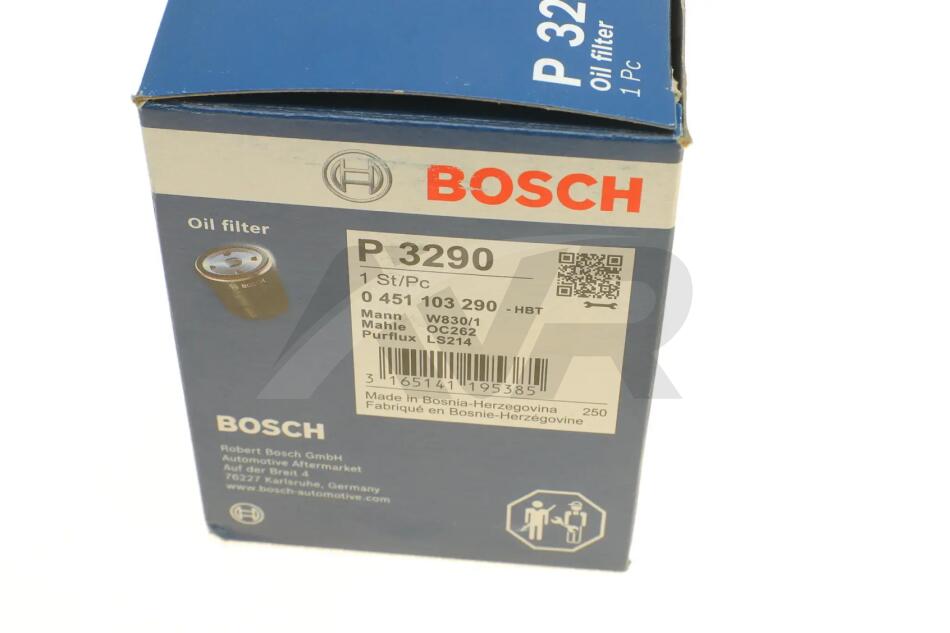 P 32
Oil filter
1 Pc
BOSCH
Oil filter
P 3290
1 St/Pc
0 451 103 290 - HBT
Mann W830/1
Mahle OC262
Purflux LS214
3 165141 195385
Made in Bosnia-Herzegovina 250
Fabriqué en Bosnie-Herzégovine
BOSCH
Robert Bosch GmbH
Automotive Aftermarket
Auf der Breit 4
76227 Karlsruhe, Germany
www.bosch-automotive.com